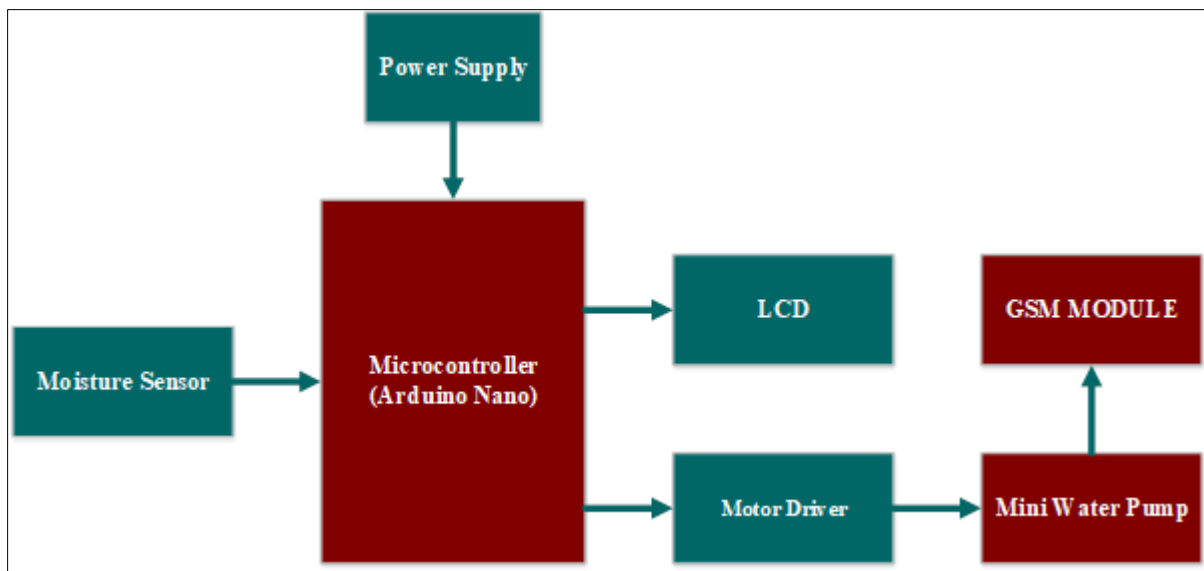 Power Supply
Moisture Sensor
Microcontroller
(Arduino Nano)
LCD
GSM MODULE
Motor Driver
Mini Water Pump